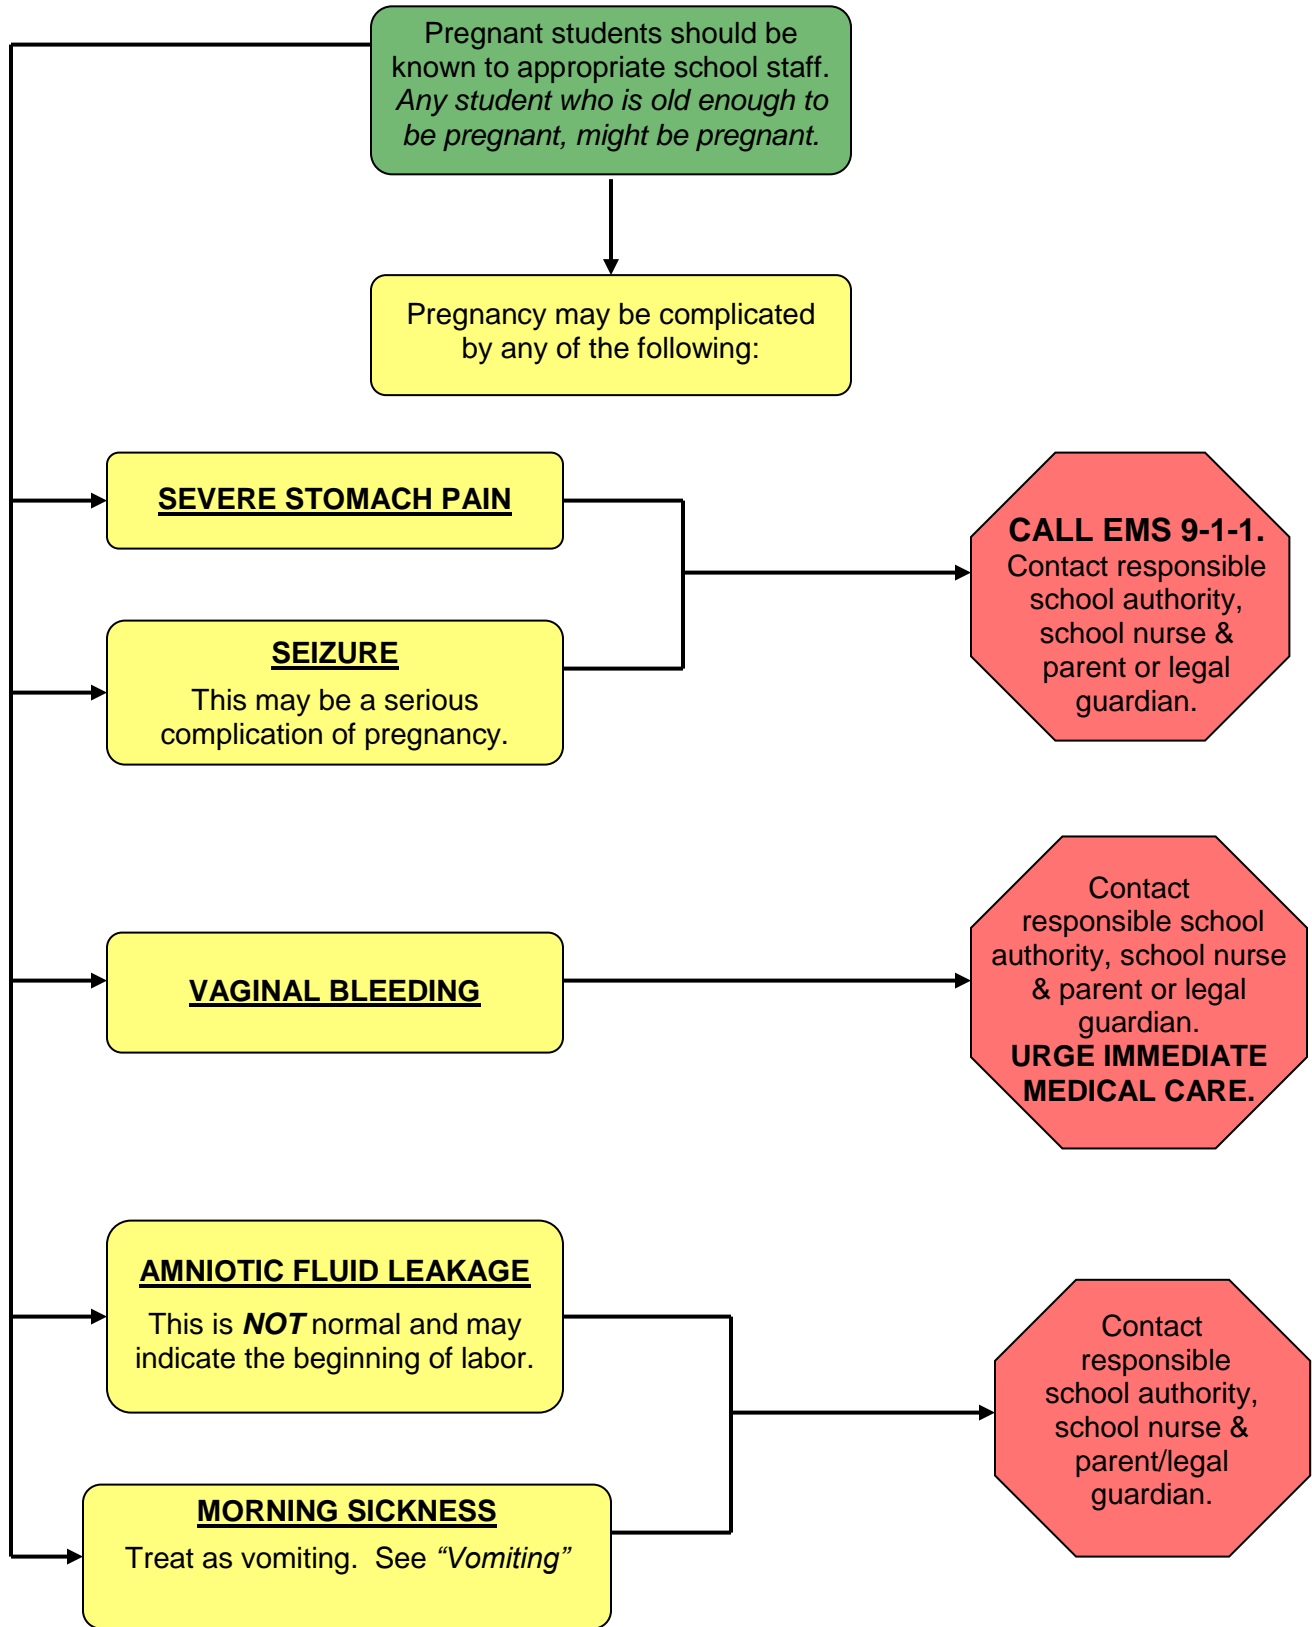 Pregnant students should be
known to appropriate school staff.
Any student who is old enough to
be pregnant, might be pregnant.
Pregnancy may be complicated
by any of the following:
SEVERE STOMACH PAIN
SEIZURE
This may be a serious
complication of pregnancy.
CALL EMS 9-1-1.
Contact responsible
school authority,
school nurse &
parent or legal
guardian.
VAGINAL BLEEDING
Contact
responsible school
authority, school nurse
& parent or legal
guardian.
URGE IMMEDIATE
MEDICAL CARE.
AMNIOTIC FLUID LEAKAGE
This is NOT normal and may
indicate the beginning of labor.
MORNING SICKNESS
Treat as vomiting.  See “Vomiting”
Contact
responsible
school authority,
school nurse &
parent/legal
guardian.